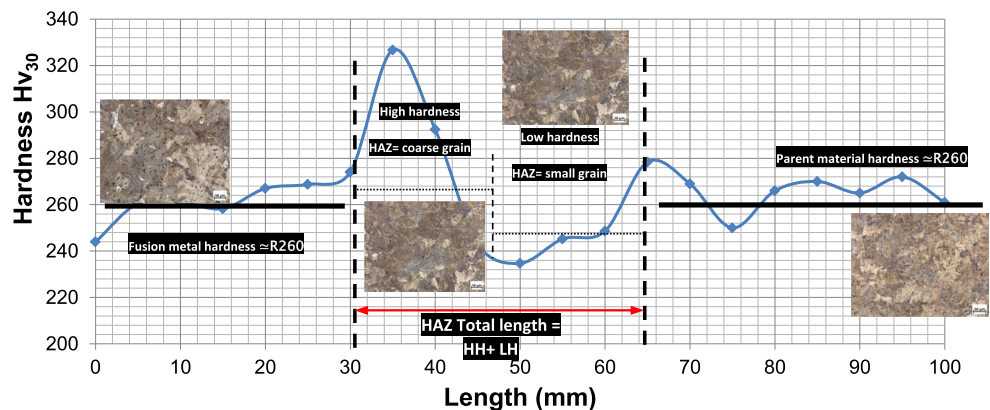 Hardness Hv30
340
320
300
280
260
240
220
200
High hardness
HAZ= coarse grain
Low hardness
HAZ= small grain
Parent material hardness ≃R260
Fusion metal hardness ≃R260
HAZ Total length =
HH+ LH
0
10
20
30
40
50
60
70
80
90
100
Length (mm)